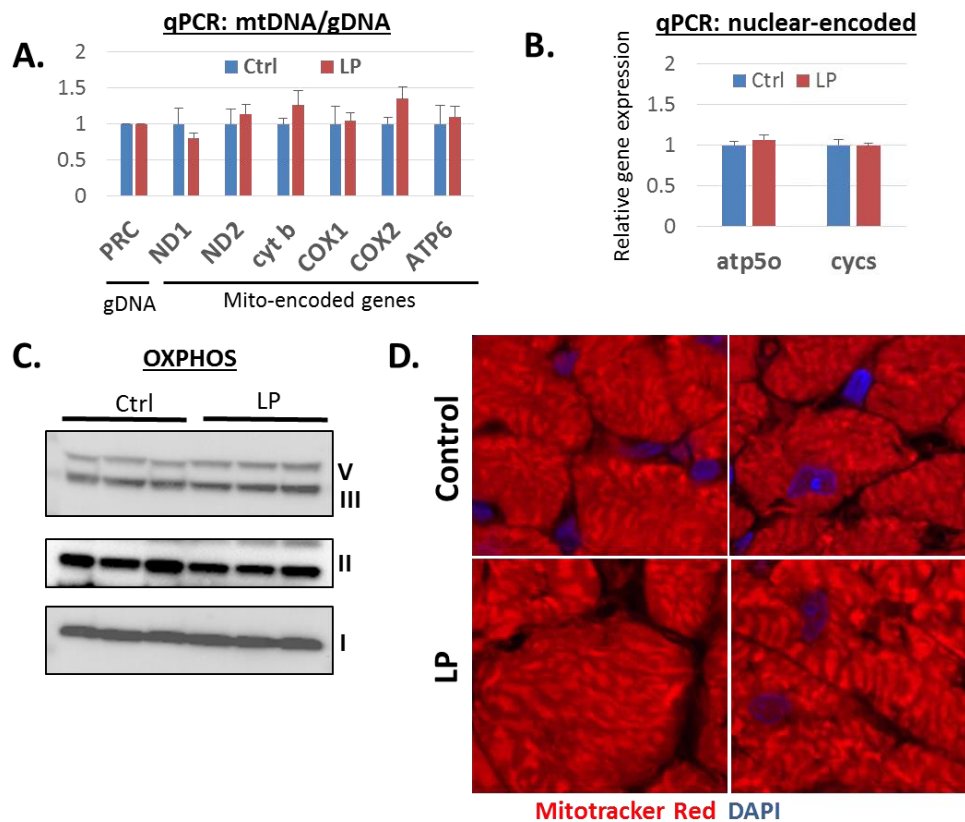 qPCR: mtDNA/gDNA
A.
Ctrl LP
2
1.5
1
0.5
0
PRC ND1 ND2 cyt b COX1 COX2 ATP6
gDNA Mito-encoded genes
qPCR: nuclear-encoded
B.
Ctrl LP
Relative gene expression
2
1.5
1
0.5
0
atp5o cycs
C.
OXPHOS
Ctrl LP
V
III
II
I
D.
Control
LP
Mitotracker Red DAPI